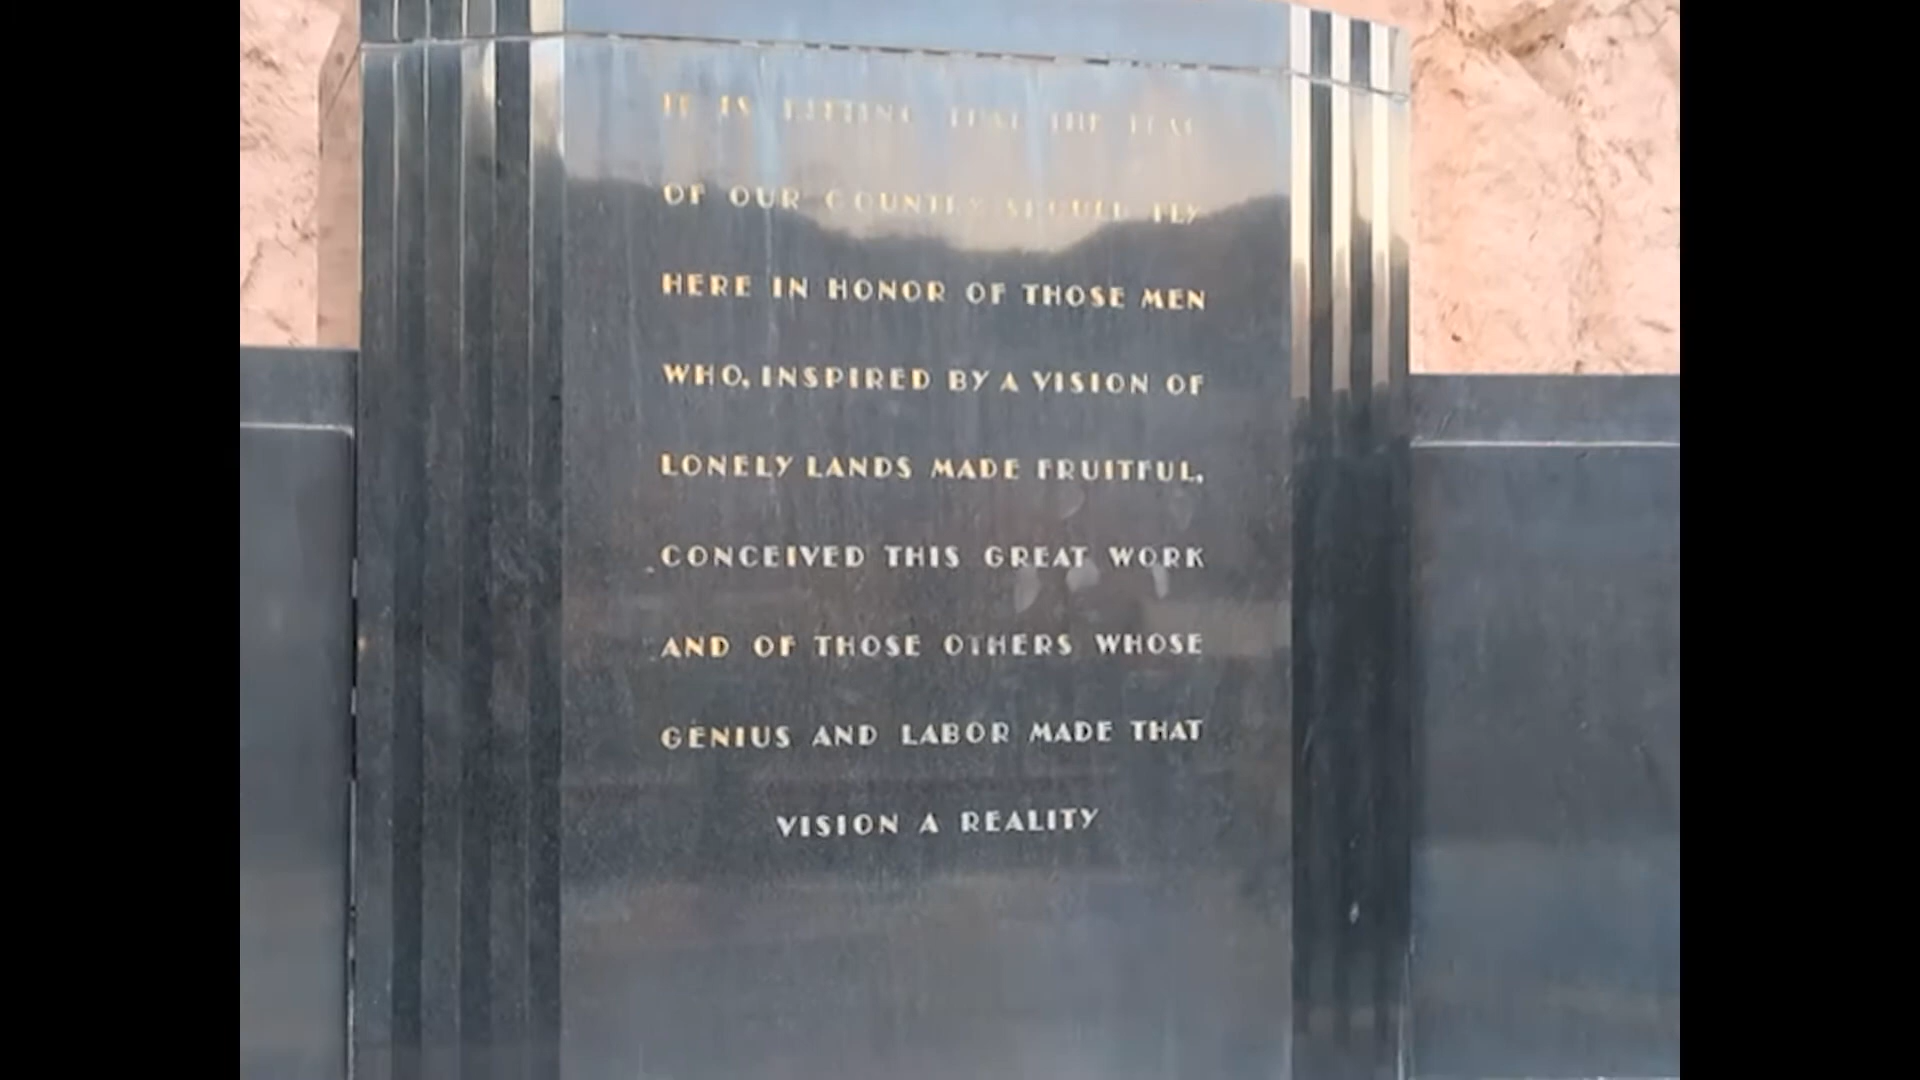 IT IS FITTING THAT THE FLAG
OF OUR COUNTRY SHOULD FLY
HERE IN HONOR OF THOSE MEN
WHO, INSPIRED BY A VISION OF
LONELY LANDS MADE FRUITFUL,
CONCEIVED THIS GREAT WORK
AND OF THOSE OTHERS WHOSE
GENIUS AND LABOR MADE THAT
VISION A REALITY